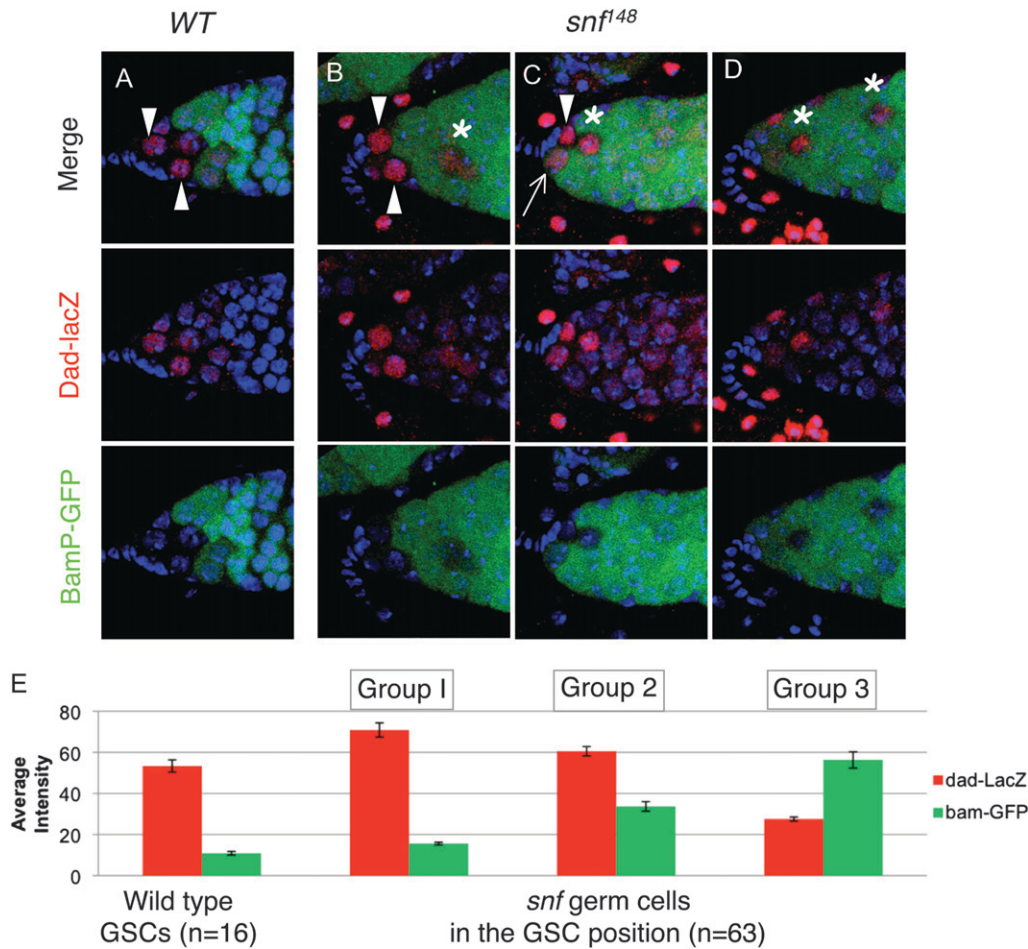 WT
snf148
A
B
C
D
Merge
Dad-lacZ
BamP-GFP
E
Group I
Group 2
Group 3
80
60
40
20
0
Average
Intensity
dad-LacZ
bam-GFP
Wild type
GSCs (n=16)
snf germ cells
in the GSC position (n=63)